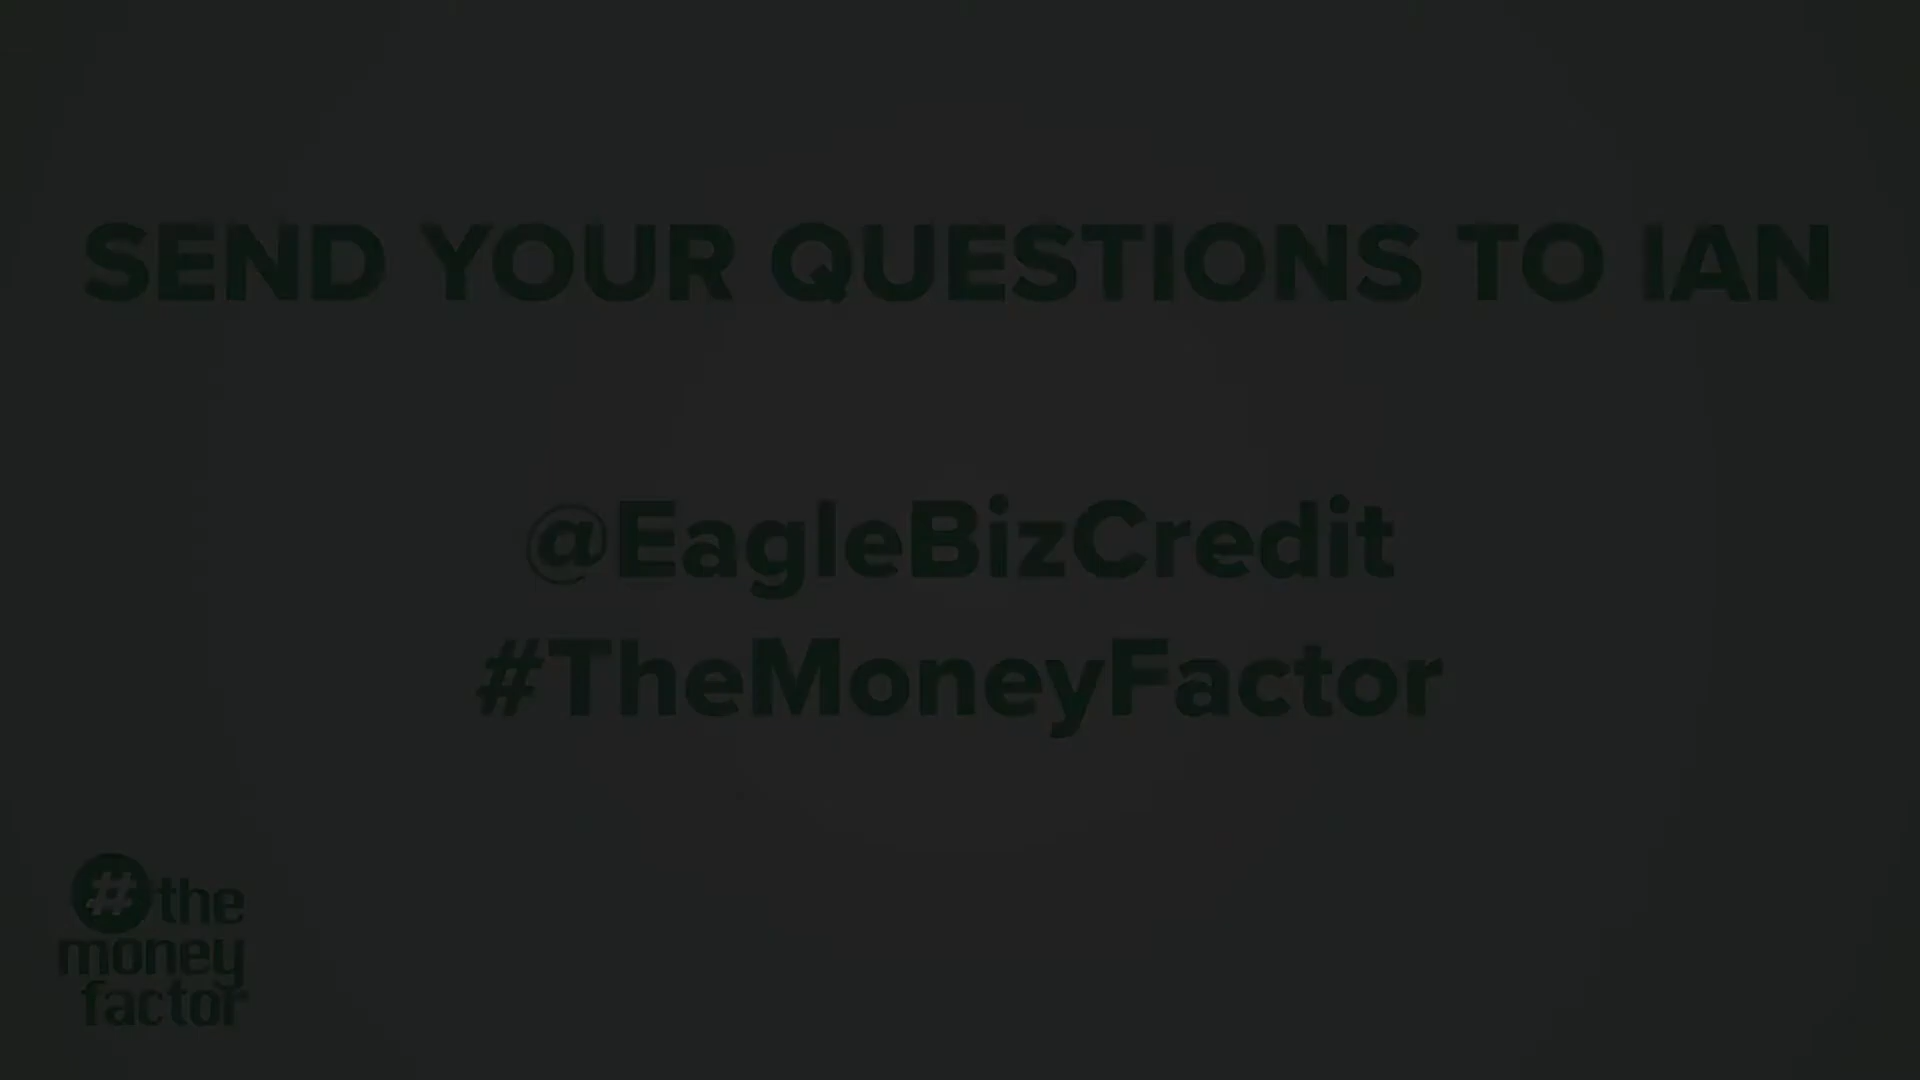 SEND YOUR QUESTIONS TO IAN
@EagleBizCredit
#TheMoneyFactor
#the
money
factor